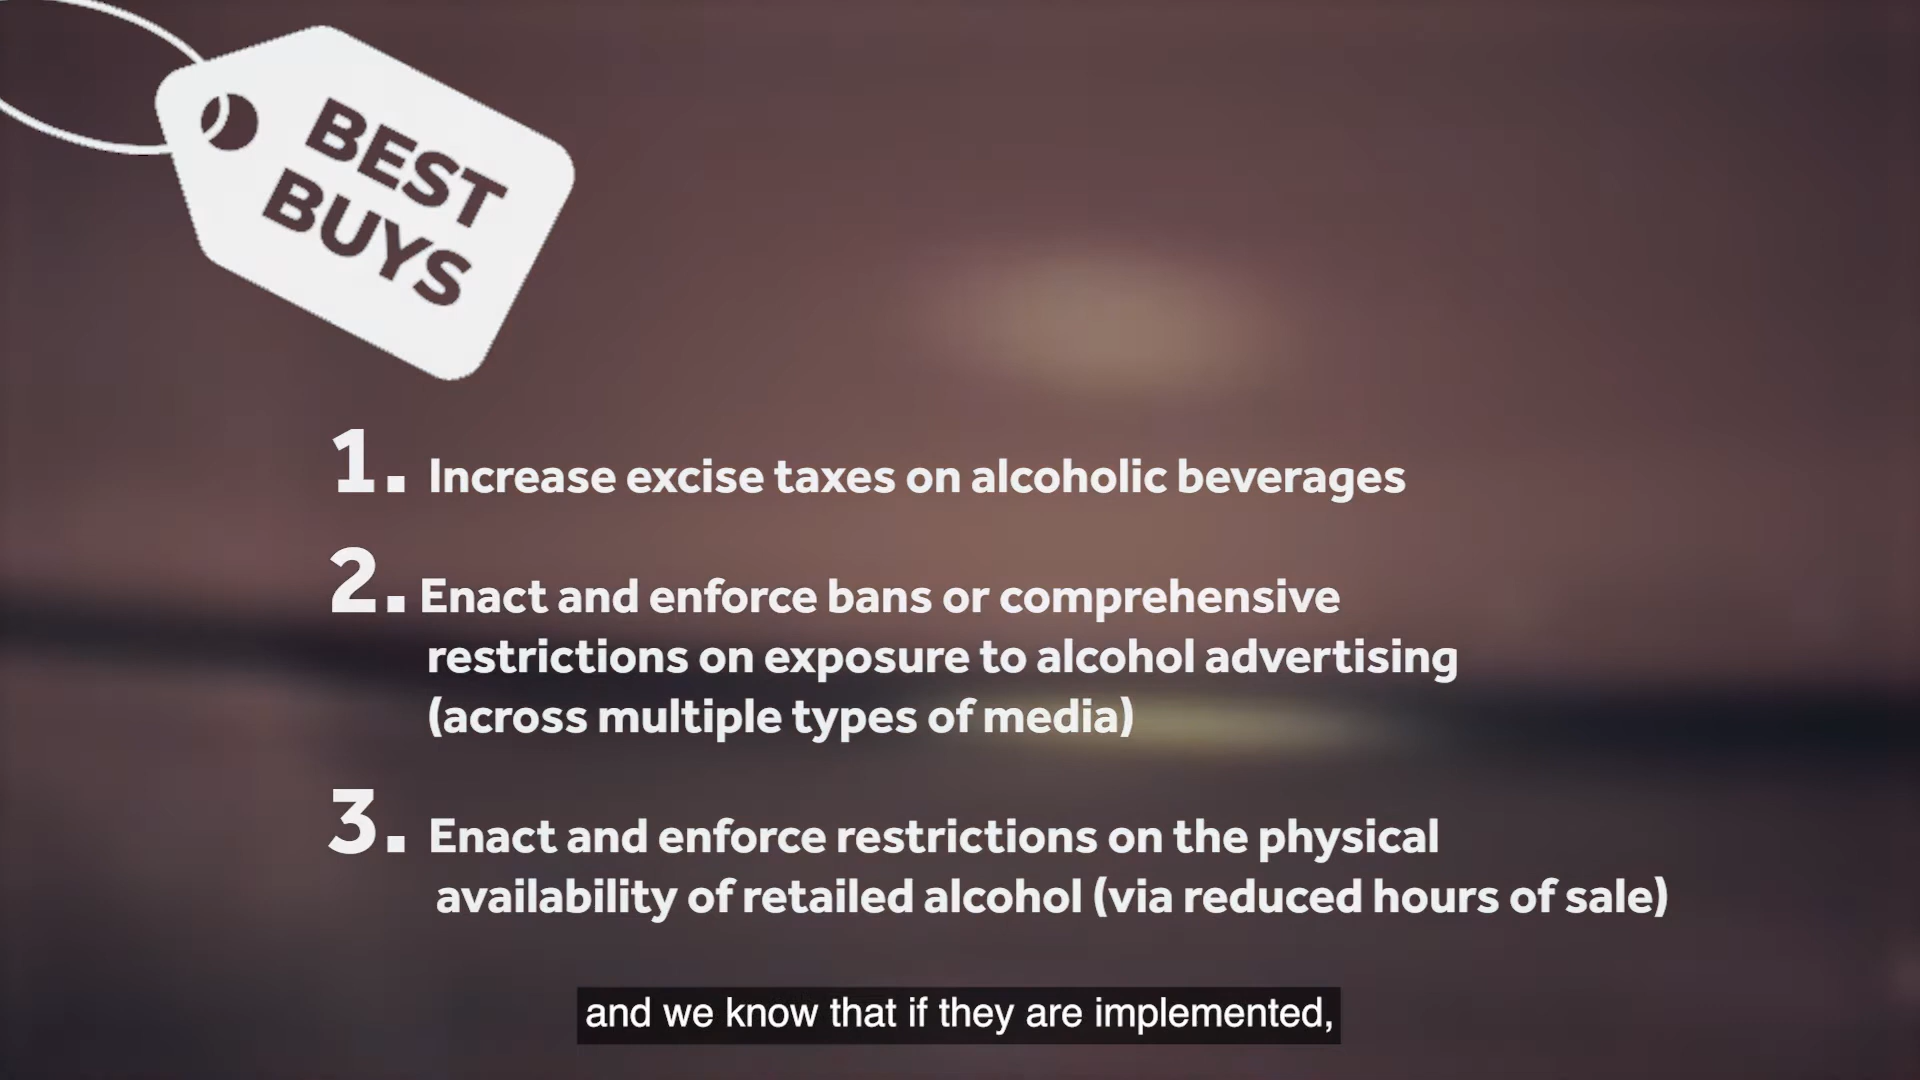 BEST
BUYS
1. Increase excise taxes on alcoholic beverages
2. Enact and enforce bans or comprehensive
restrictions on exposure to alcohol advertising
(across multiple types of media)
3. Enact and enforce restrictions on the physical
availability of retailed alcohol (via reduced hours of sale)
and we know that if they are implemented,